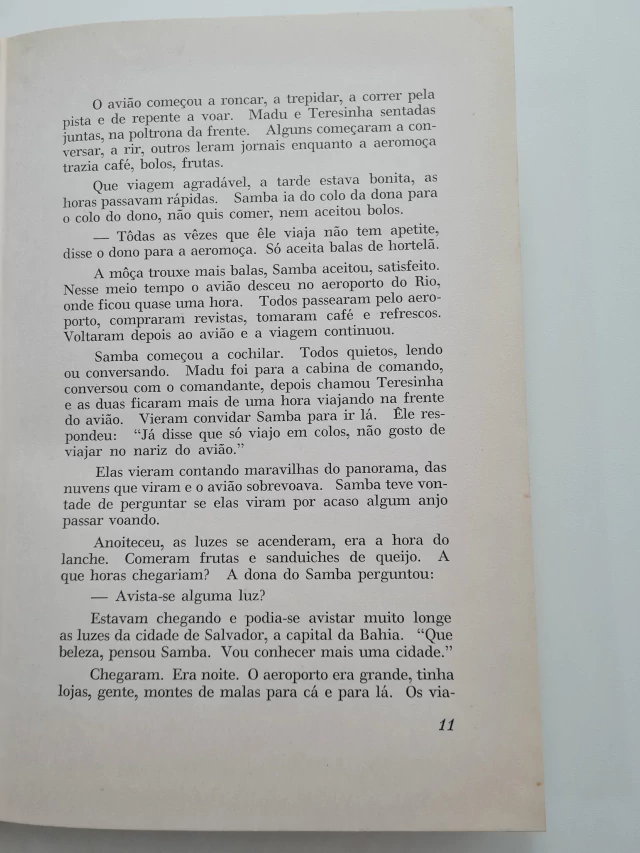 O avião começou a roncar, a trepidar, a correr pela
pista e de repente a voar. Madu e Teresinha sentadas
juntas, na poltrona da frente. Alguns começaram a con-
versar, a rir, outros leram jornais enquanto a aeromoça
trazia café, bolos, frutas.
Que viagem agradável, a tarde estava bonita, as
horas passavam rápidas. Samba ia do colo da dona para
o colo do dono, não quis comer, nem aceitou bolos.
— Tôdas as vêzes que êle viaja não tem apetite,
disse o dono para a aeromoça. Só aceita balas de hortelã.
A môça trouxe mais balas, Samba aceitou, satisfeito.
Nesse meio tempo o avião desceu no aeroporto do Rio,
onde ficou quase uma hora. Todos passearam pelo aero-
porto, compraram revistas, tomaram café e refrescos.
Voltaram depois ao avião e a viagem continuou.
Samba começou a cochilar. Todos quietos, lendo
ou conversando. Madu foi para a cabina de comando,
conversou com o comandante, depois chamou Teresinha
e as duas ficaram mais de uma hora viajando na frente
do avião. Vieram convidar Samba para ir lá. Êle res-
pondeu: “Já disse que só viajo em colos, não gosto de
viajar no nariz do avião.”
Elas vieram contando maravilhas do panorama, das
nuvens que viram e o avião sobrevoava. Samba teve von-
tade de perguntar se elas viram por acaso algum anjo
passar voando.
Anoiteceu, as luzes se acenderam, era a hora do
lanche. Comeram frutas e sanduiches de queijo. A
que horas chegariam? A dona do Samba perguntou:
— Avista-se alguma luz?
Estavam chegando e podia-se avistar muito longe
as luzes da cidade de Salvador, a capital da Bahia. “Que
beleza, pensou Samba. Vou conhecer mais uma cidade.”
Chegaram. Era noite. O aeroporto era grande, tinha
lojas, gente, montes de malas para cá e para lá. Os via-
11